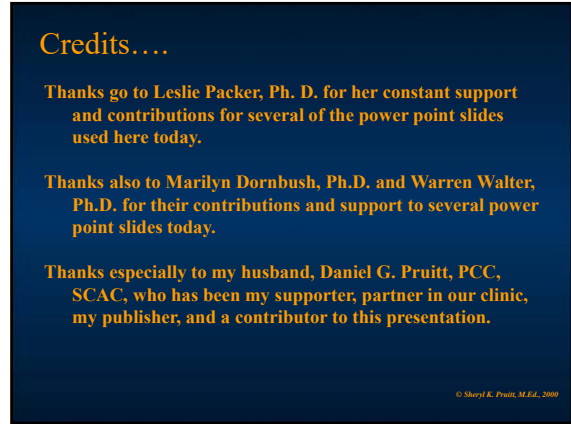 Credits….
Thanks go to Leslie Packer, Ph. D. for her constant support
and contributions for several of the power point slides
used here today.
Thanks also to Marilyn Dornbush, Ph.D. and Warren Walter,
Ph.D. for their contributions and support to several power
point slides today.
Thanks especially to my husband, Daniel G. Pruitt, PCC,
SCAC, who has been my supporter, partner in our clinic,
my publisher, and a contributor to this presentation.
© Sheryl K. Pruitt, M.Ed., 2000